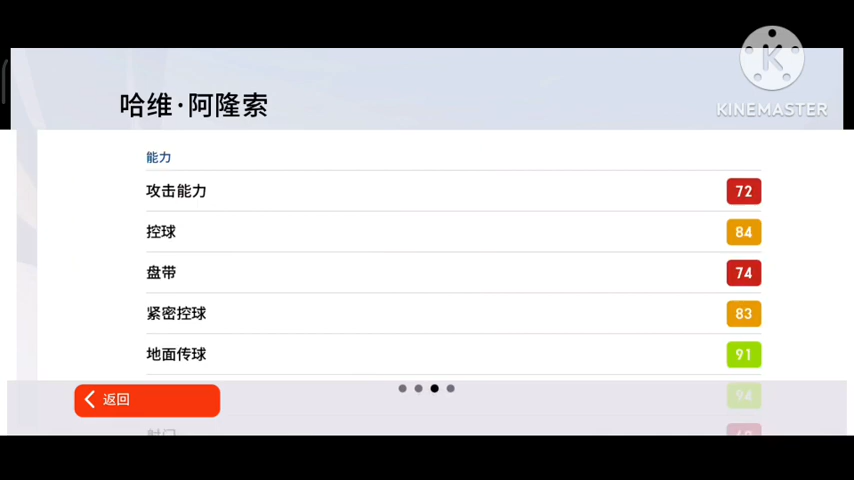 KINEMASTER
哈维·阿隆索
能力
攻击能力 72
控球 84
盘带 74
紧密控球 83
地面传球 91
94
返回